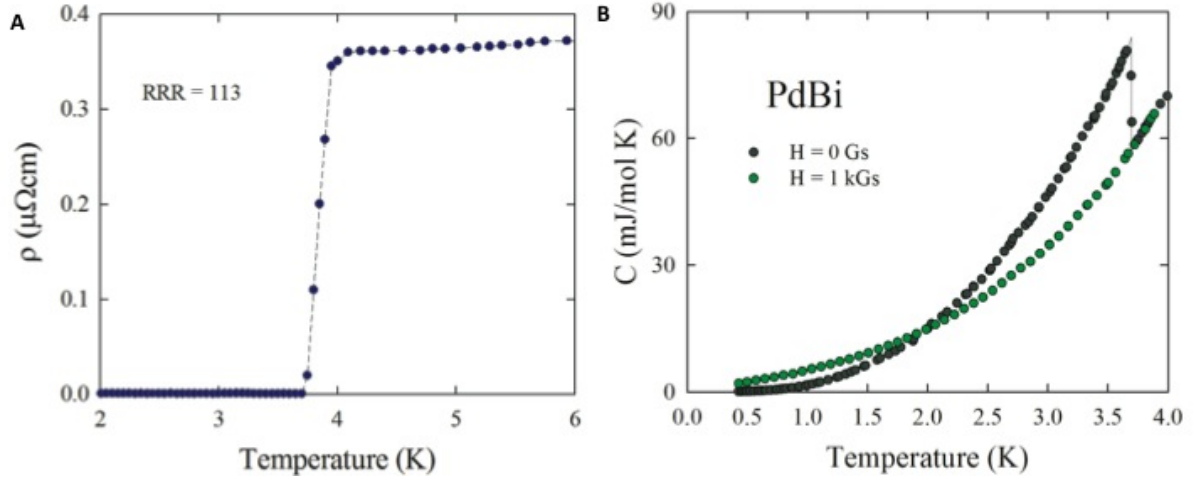 A
0.4
0.3
0.2
0.1
0.0
ρ (μΩcm)
RRR = 113
2 3 4 5 6
Temperature (K)
B
90
60
30
0
C (mJ/mol K)
PdBi
H = 0 Gs
H = 1 kGs
0.0 0.5 1.0 1.5 2.0 2.5 3.0 3.5 4.0
Temperature (K)